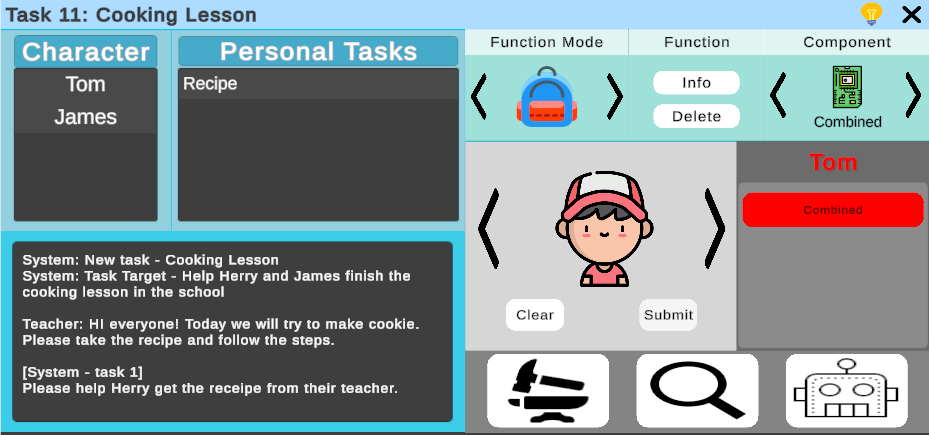 Task 11: Cooking Lesson
Character
Personal Tasks
Tom
James
Recipe
Function Mode
Function
Component
Info
Delete
Combined
System: New task - Cooking Lesson
System: Task Target - Help Herry and James finish the
cooking lesson in the school
Teacher: HI everyone! Today we will try to make cookie.
Please take the recipe and follow the steps.
[System - task 1]
Please help Herry get the receipe from their teacher.
Clear
Submit
Tom
Combined